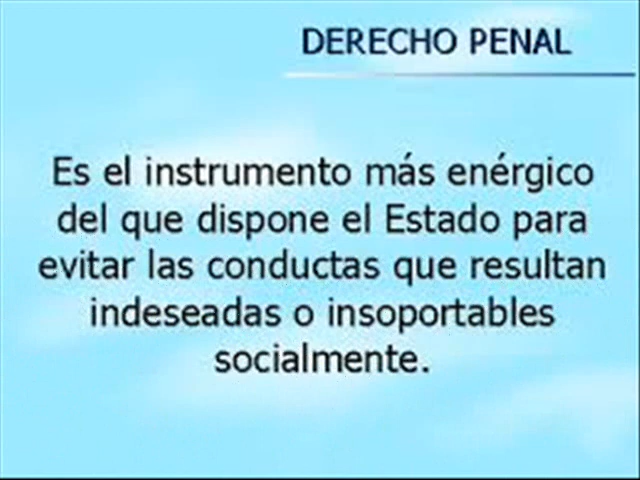 DERECHO PENAL
Es el instrumento más enérgico
del que dispone el Estado para
evitar las conductas que resultan
indeseadas o insoportables
socialmente.